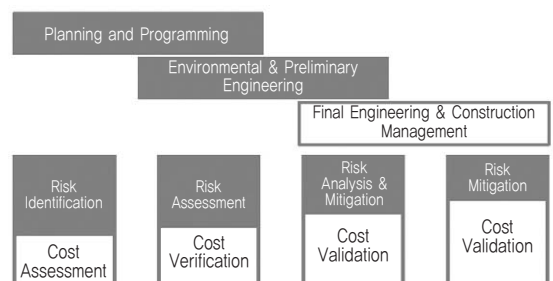 Planning and Programming
Environmental & Preliminary
Engineering
Final Engineering & Construction
Management
Risk
Identification
Cost
Assessment
Risk
Assessment
Cost
Verification
Risk
Analysis &
Mitigation
Cost
Validation
Risk
Mitigation
Cost
Validation